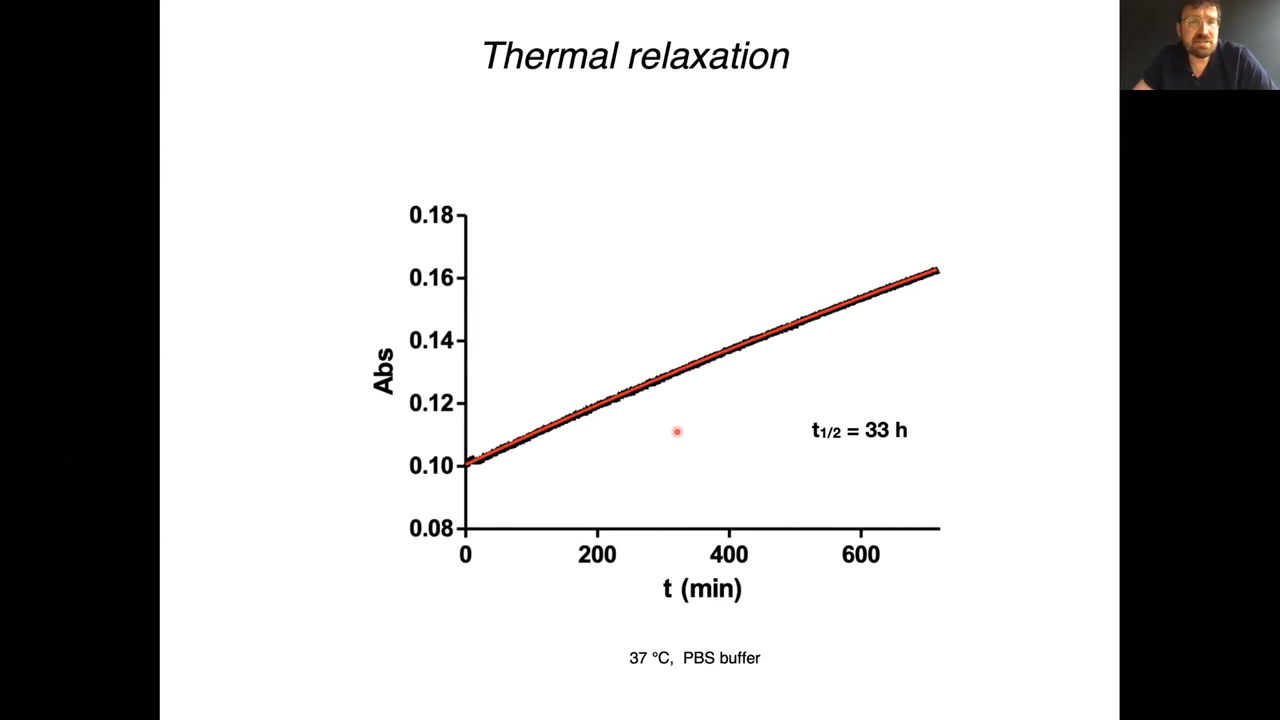 Thermal relaxation
0.18
0.16
0.14
0.12
0.10
0.08
Abs
t1/2 = 33 h
0 200 400 600
t (min)
37 °C, PBS buffer